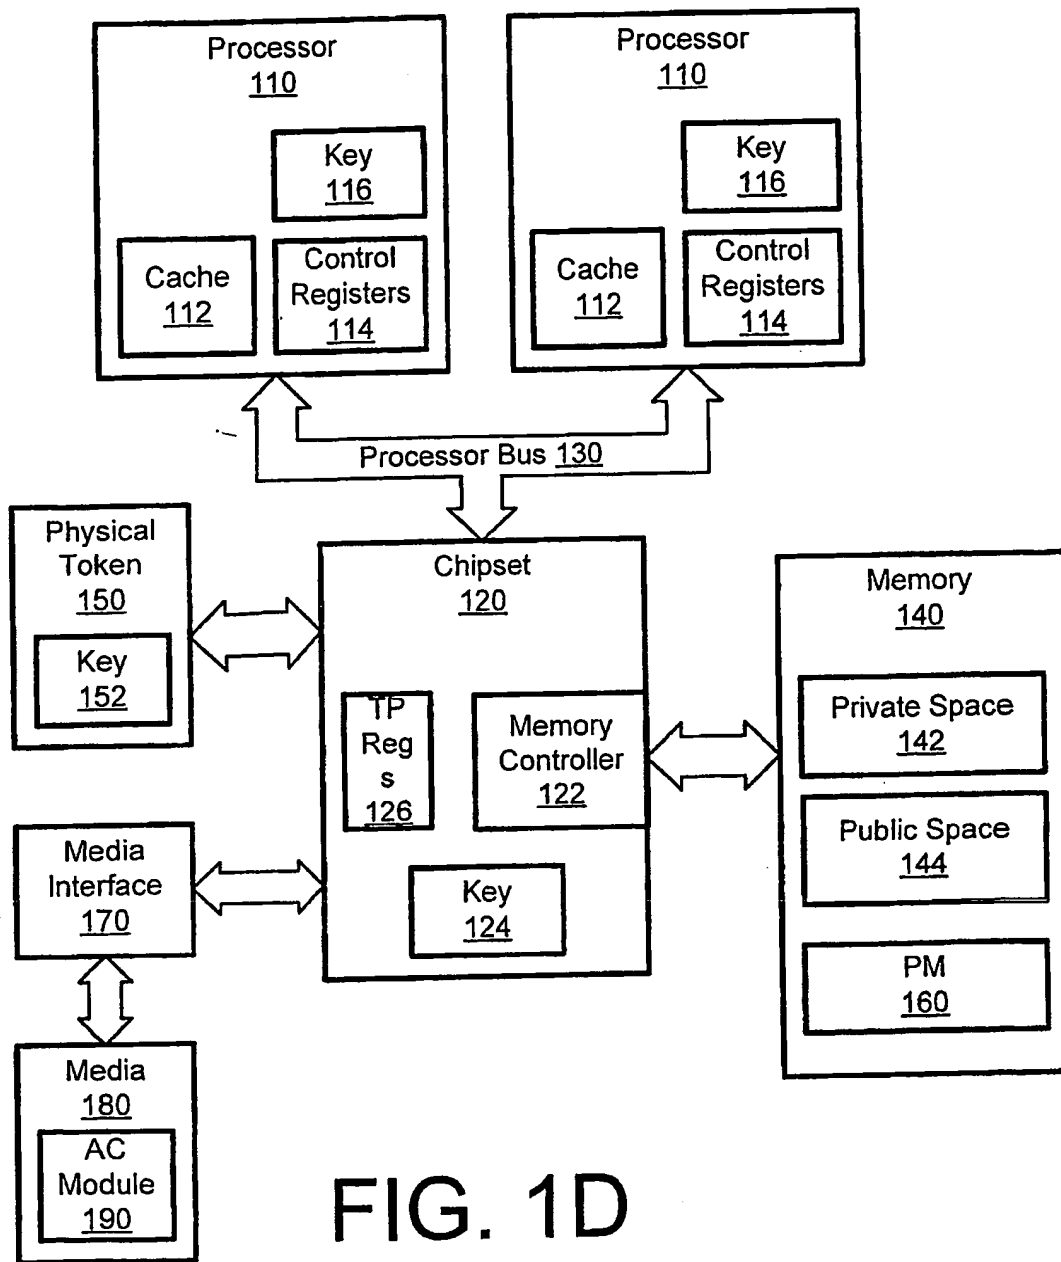 Processor
110
Key
116
Cache
112
Control
Registers
114
Processor
110
Key
116
Cache
112
Control
Registers
114
Processor Bus 130
Physical
Token
150
Key
152
Chipset
120
TP
Reg
s
126
Memory
Controller
122
Key
124
Memory
140
Private Space
142
Public Space
144
PM
160
Media
Interface
170
Media
180
AC
Module
190
FIG. 1D